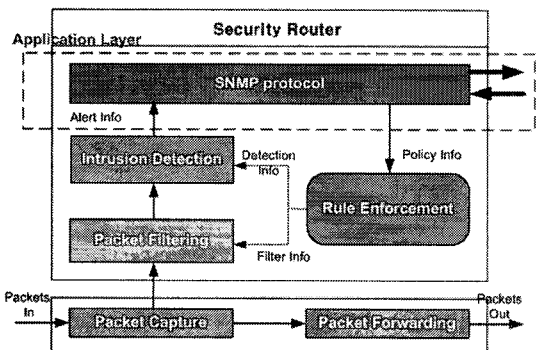 Security Router
Application Layer
SNMP protocol
Alert Info
Intrusion Detection
Detection
Info
Policy Info
Rule Enforcement
Packet Filtering
Filter Info
Packets
In
Packet Capture
Packet Forwarding
Packets
Out